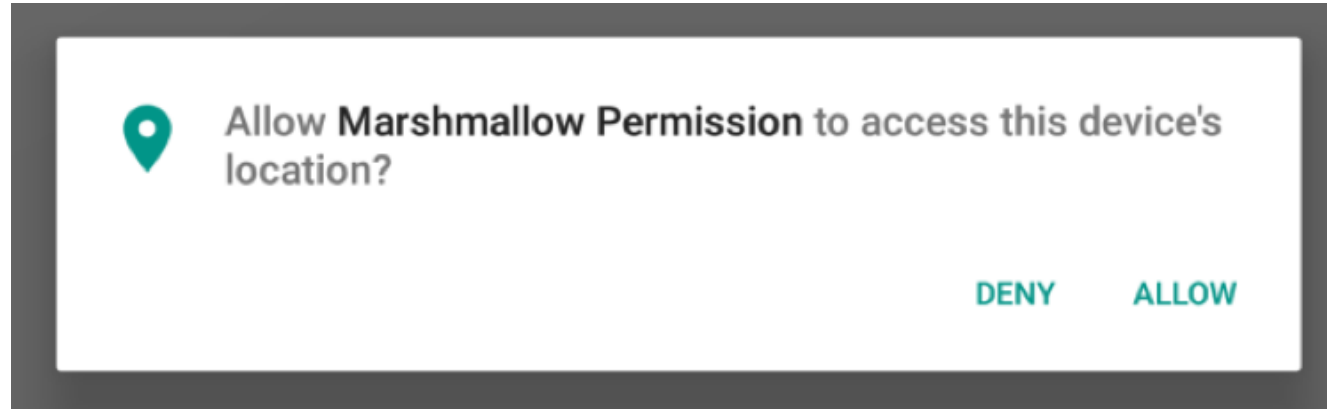 Allow Marshmallow Permission to access this device's
location?
DENY ALLOW